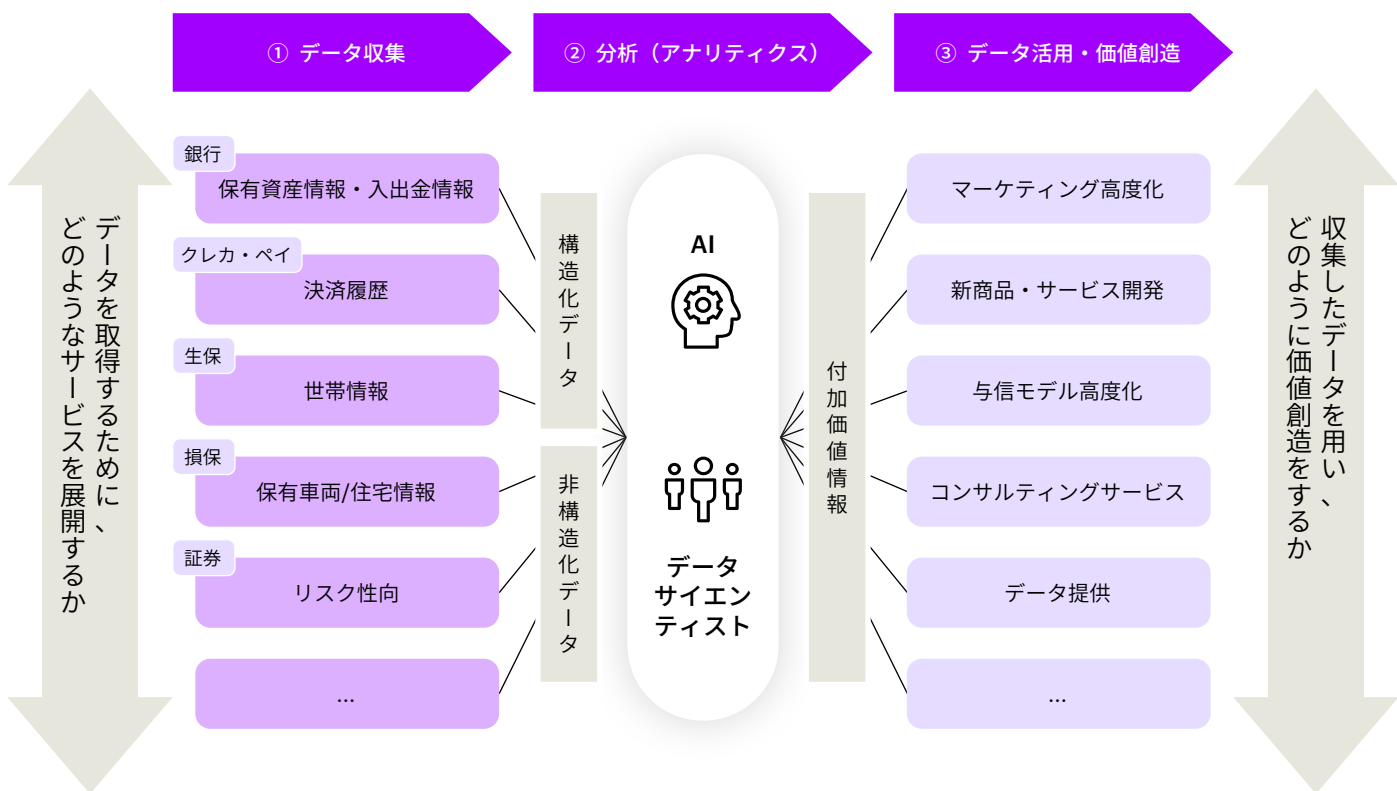 ① データ収集
② 分析（アナリティクス）
③ データ活用・価値創造
データを取得するために、
どのようなサービスを展開するか
銀行
保有資産情報・入出金情報
クレカ・ペイ
決済履歴
生保
世帯情報
損保
保有車両/住宅情報
証券
リスク性向
…
構造化データ
非構造化データ
AI
データ
サイエン
ティスト
付加価値情報
マーケティング高度化
新商品・サービス開発
与信モデル高度化
コンサルティングサービス
データ提供
…
収集したデータを用い、
どのように価値創造をするか